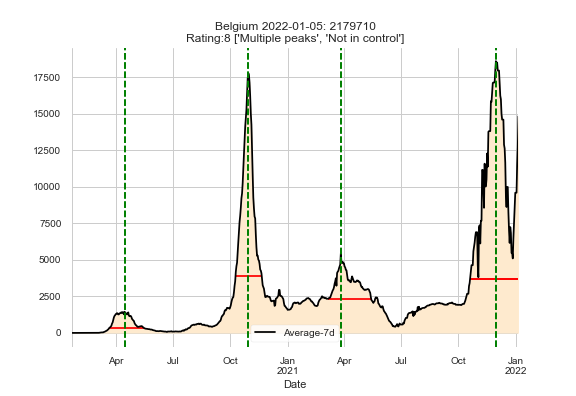 Belgium 2022-01-05: 2179710
Rating:8 ['Multiple peaks', 'Not in control']
17500
15000
12500
10000
7500
5000
2500
0
Average-7d
Apr Jul Oct Jan Apr Jul Oct Jan
2021 2022
Date